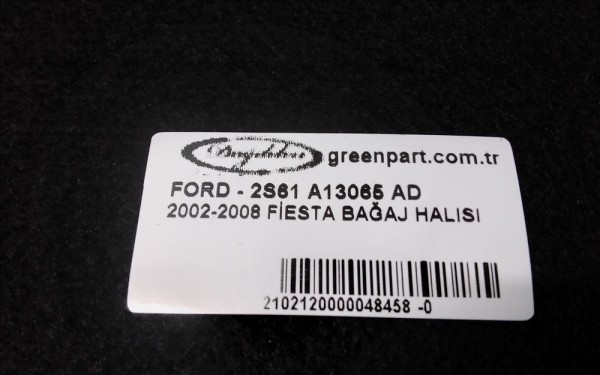 greenpart.com.tr
FORD - 2S61 A13065 AD
2002-2008 FİESTA BAĞAJ HALISI
2102120000048458 -0